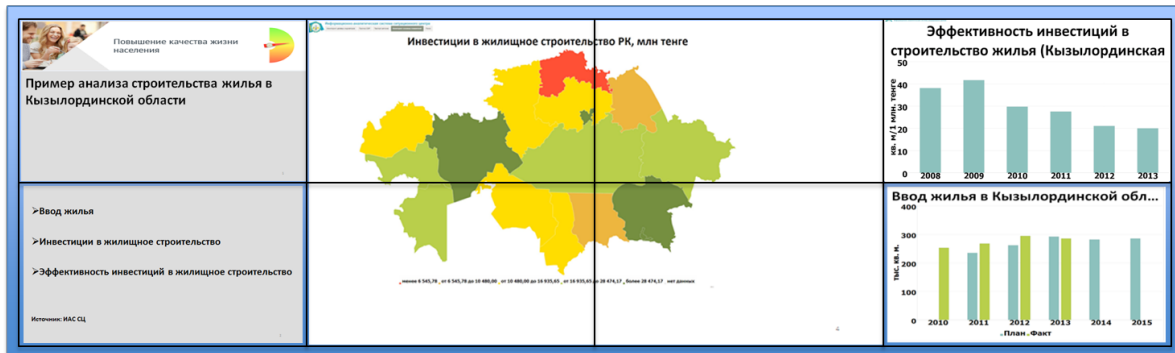 Повышение качества жизни
населения
Пример анализа строительства жилья в
Кызылординской области
➢Ввод жилья
➢Инвестиции в жилищное строительство
➢Эффективность инвестиций в жилищное строительство
Источник: ИАС СЦ
Информационно-аналитическая система ситуационного центра
Инвестиции в жилищное строительство РК, млн тенге
менее 6 545,78 от 6 545,78 до 10 480,00 от 10 480,00 до 16 935,65 от 16 935,65 до 28 474,17 более 28 474,17 нет данных
Эффективность инвестиций в
строительство жилья (Кызылординская
кв. м/1 млн. тенге
50
40
30
20
10
0
2008 2009 2010 2011 2012 2013
Ввод жилья в Кызылординской обл...
тыс. кв. м.
400
300
200
100
0
2010 2011 2012 2013 2014 2015
План Факт